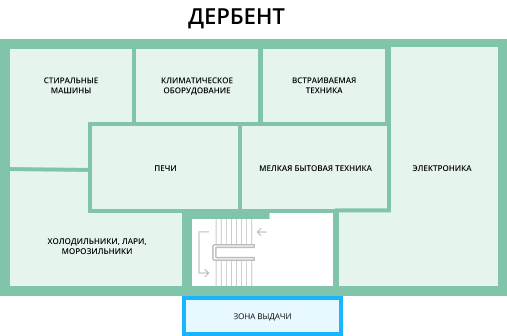 ДЕРБЕНТ
СТИРАЛЬНЫЕ
МАШИНЫ
КЛИМАТИЧЕСКОЕ
ОБОРУДОВАНИЕ
ВСТРАИВАЕМАЯ
ТЕХНИКА
ПЕЧИ
МЕЛКАЯ БЫТОВАЯ ТЕХНИКА
ЭЛЕКТРОНИКА
ХОЛОДИЛЬНИКИ, ЛАРИ,
МОРОЗИЛЬНИКИ
ЗОНА ВЫДАЧИ